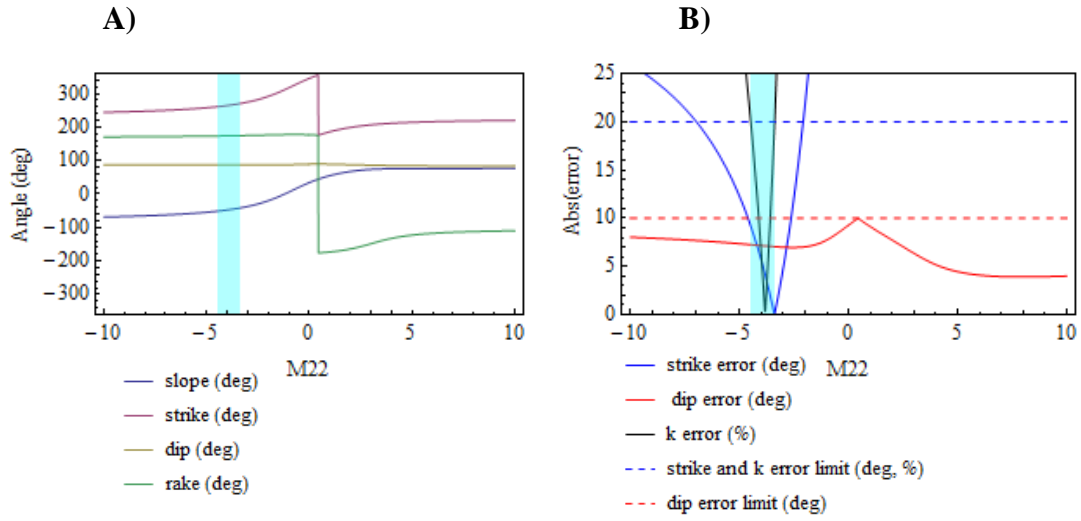 A)
B)
300
200
100
0
−100
−200
−300
Angle (deg)
−10
−5
0
5
10
M22
slope (deg)
strike (deg)
dip (deg)
rake (deg)
25
20
15
10
5
0
Abs(error)
−10
−5
0
5
10
M22
strike error (deg)
dip error (deg)
k error (%)
strike and k error limit (deg, %)
dip error limit (deg)